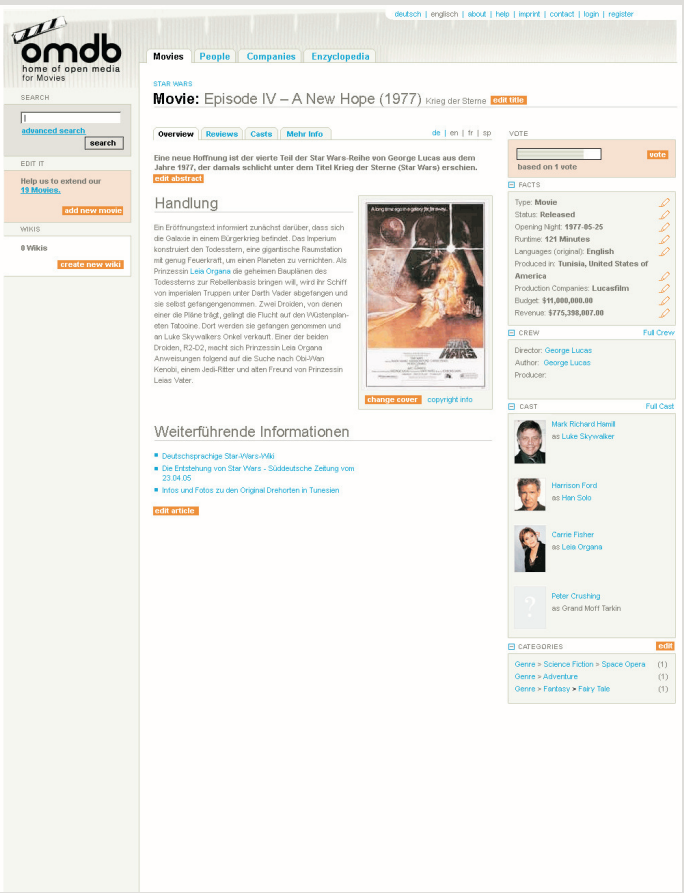 deutsch | englisch | about | help | imprint | contact | login | register
omdb
home of open media
for Movies
Movies People Companies Enzyclopedia
SEARCH
advanced search
search
EDIT IT
Help us to extend our
19 Movies.
add new movie
WIKIS
0 Wikis
create new wiki
STAR WARS
Movie: Episode IV – A New Hope (1977) Krieg der Sterne edit title
Overview Reviews Casts Mehr Info
de | en | fr | sp
Eine neue Hoffnung ist der vierte Teil der Star Wars-Reihe von George Lucas aus dem
Jahre 1977, der damals schlicht unter dem Titel Krieg der Sterne (Star Wars) erschien.
edit abstract
Handlung
Ein Eröffnungstext informiert zunächst darüber, dass sich
die Galaxie in einem Bürgerkrieg befindet. Das Imperium
konstruiert den Todesstern, eine gigantische Raumstation
mit genug Feuerkraft, um einen Planeten zu vernichten. Als
Prinzessin Leia Organa die geheimen Bauplänen des
Todessterns zur Rebellenbasis bringen will, wird ihr Schiff
von imperialen Truppen unter Darth Vader abgefangen und
sie selbst gefangengenommen. Zwei Droiden, von denen
einer die Pläne trägt, gelingt die Flucht auf den Wüstenplan-
eten Tatooine. Dort werden sie gefangen genommen und
an Luke Skywalkers Onkel verkauft. Einer der beiden
Droiden, R2-D2, macht sich Prinzessin Leia Organa
Anweisungen folgend auf die Suche nach Obi-Wan
Kenobi, einem Jedi-Ritter und alten Freund von Prinzessin
Leias Vater.
A long time ago in a galaxy far, far away...
STAR
WARS
change cover copyright info
Weiterführende Informationen
Deutschsprachige Star-Wars-Wiki
Die Entstehung von Star Wars - Süddeutsche Zeitung vom
23.04.05
Infos und Fotos zu den Original Drehorten in Tunesien
edit article
VOTE
vote
based on 1 vote
FACTS
Type: Movie
Status: Released
Opening Night: 1977-05-25
Runtime: 121 Minutes
Languages (original): English
Produced in: Tunisia, United States of
America
Production Companies: Lucasfilm
Budget: $11,000,000.00
Revenue: $775,398,007.00
CREW Full Crew
Director: George Lucas
Author: George Lucas
Producer:
CAST Full Cast
Mark Richard Hamill
as Luke Skywalker
Harrison Ford
as Han Solo
Carrie Fisher
as Leia Organa
?
Peter Crushing
as Grand Moff Tarkin
CATEGORIES edit
Genre > Science Fiction > Space Opera (1)
Genre > Adventure (1)
Genre > Fantasy > Fairy Tale (1)